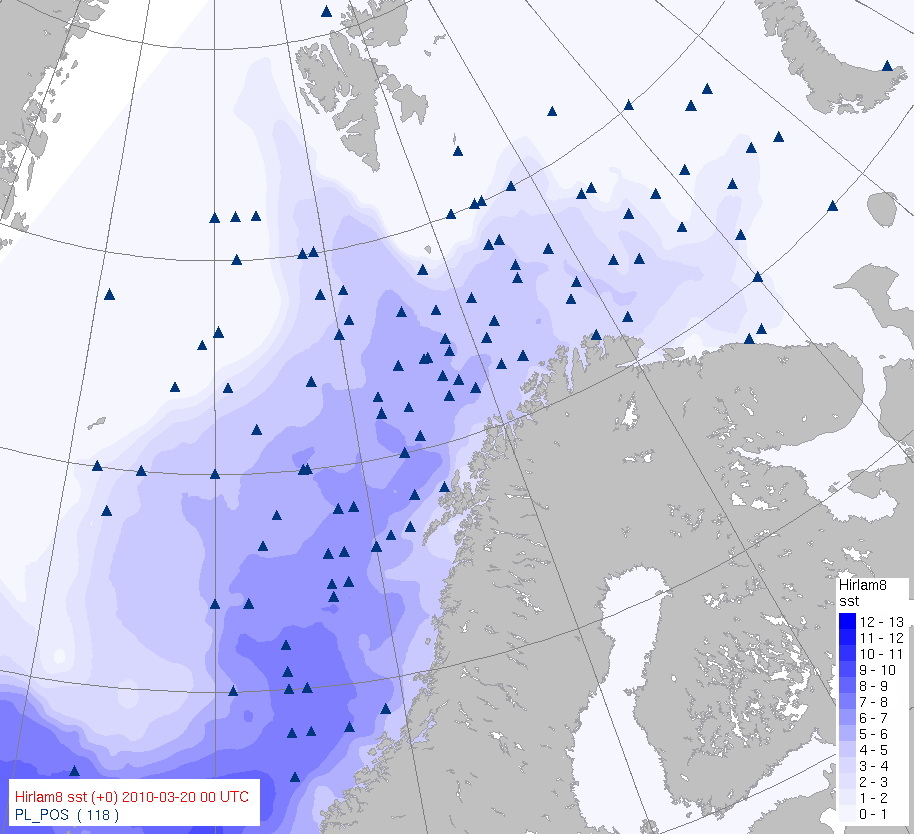 Hirlam8
sst
12 - 13
11 - 12
10 - 11
9 - 10
8 - 9
7 - 8
6 - 7
5 - 6
4 - 5
3 - 4
2 - 3
1 - 2
0 - 1
Hirlam8 sst (+0) 2010-03-20 00 UTC
PL_POS ( 118 )